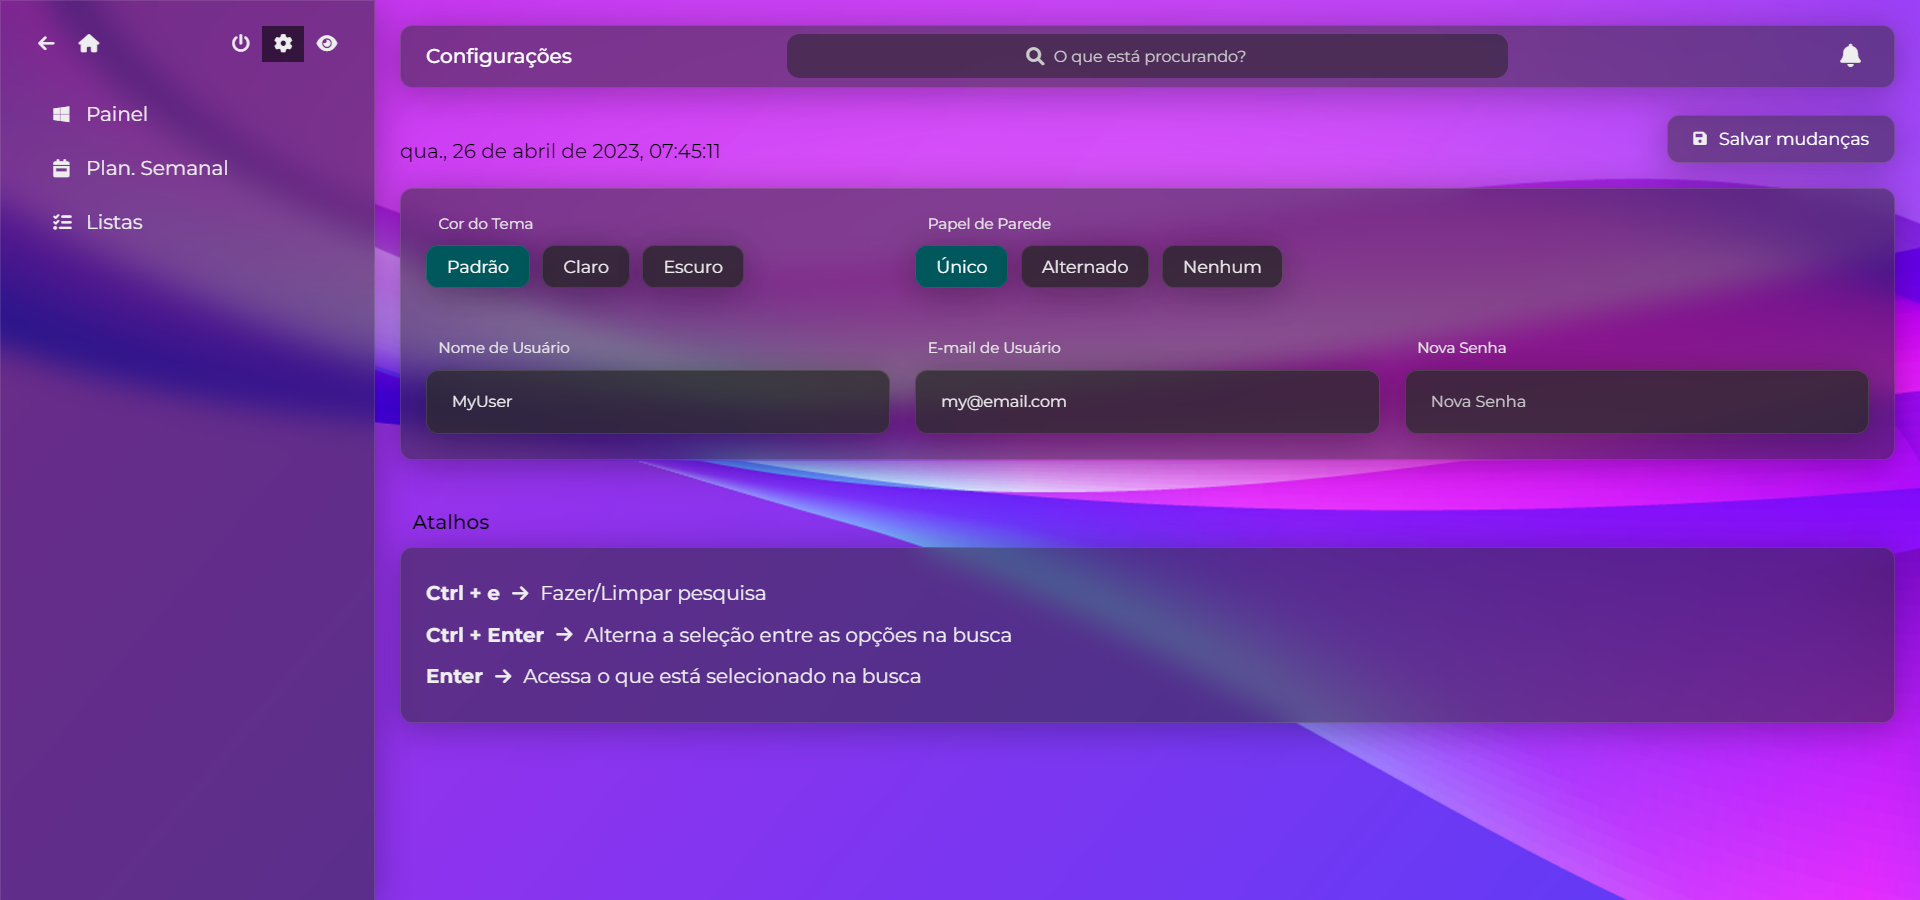 Painel
Plan. Semanal
Listas
Configurações
O que está procurando?
qua., 26 de abril de 2023, 07:45:11
Salvar mudanças
Cor do Tema
Padrão Claro Escuro
Papel de Parede
Único Alternado Nenhum
Nome de Usuário
MyUser
E-mail de Usuário
my@email.com
Nova Senha
Nova Senha
Atalhos
Ctrl + e → Fazer/Limpar pesquisa
Ctrl + Enter → Alterna a seleção entre as opções na busca
Enter → Acessa o que está selecionado na busca